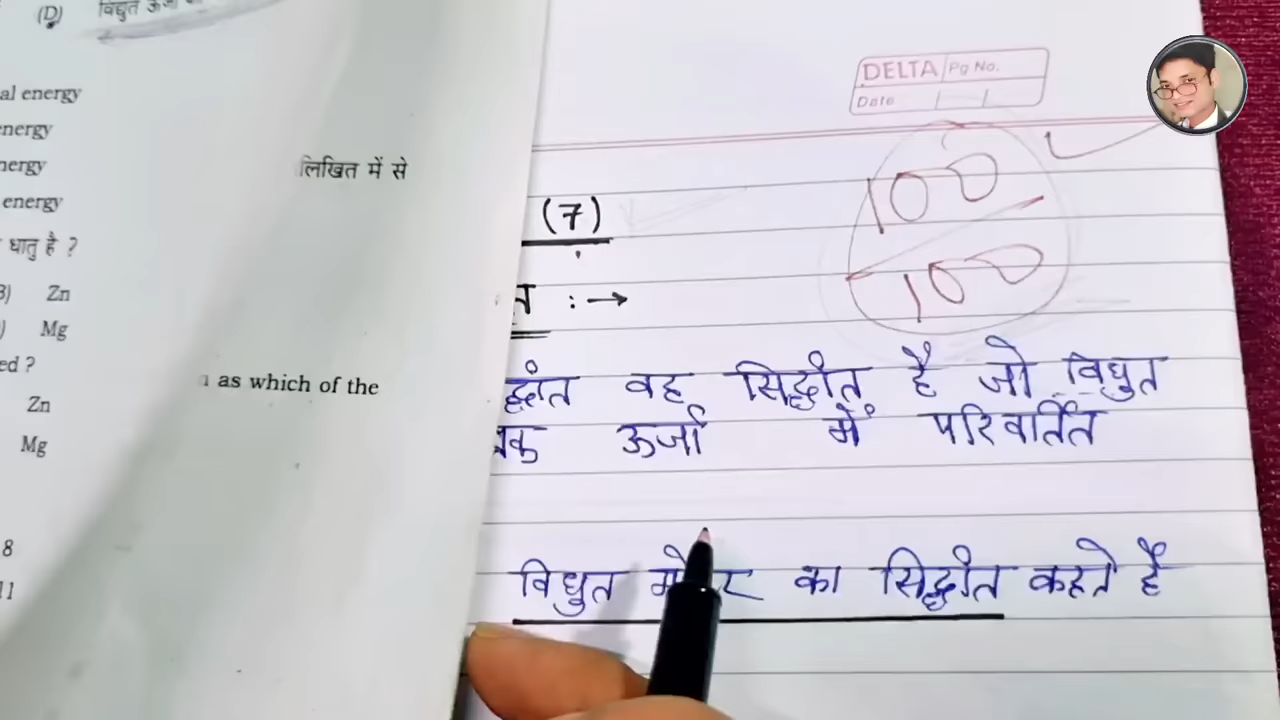 (D)
al energy
energy
nergy
energy
धातु है ?
Zn
Mg
ed ?
Zn
Mg
8
11
लिखित में से
as which of the
DELTA Pg No.
Date
100
100
(7)
:→
द्धांत वह सिद्धांत है जो विधुत
ऊर्जा में परिवर्तित
विधुत का सिद्धांत कहते है